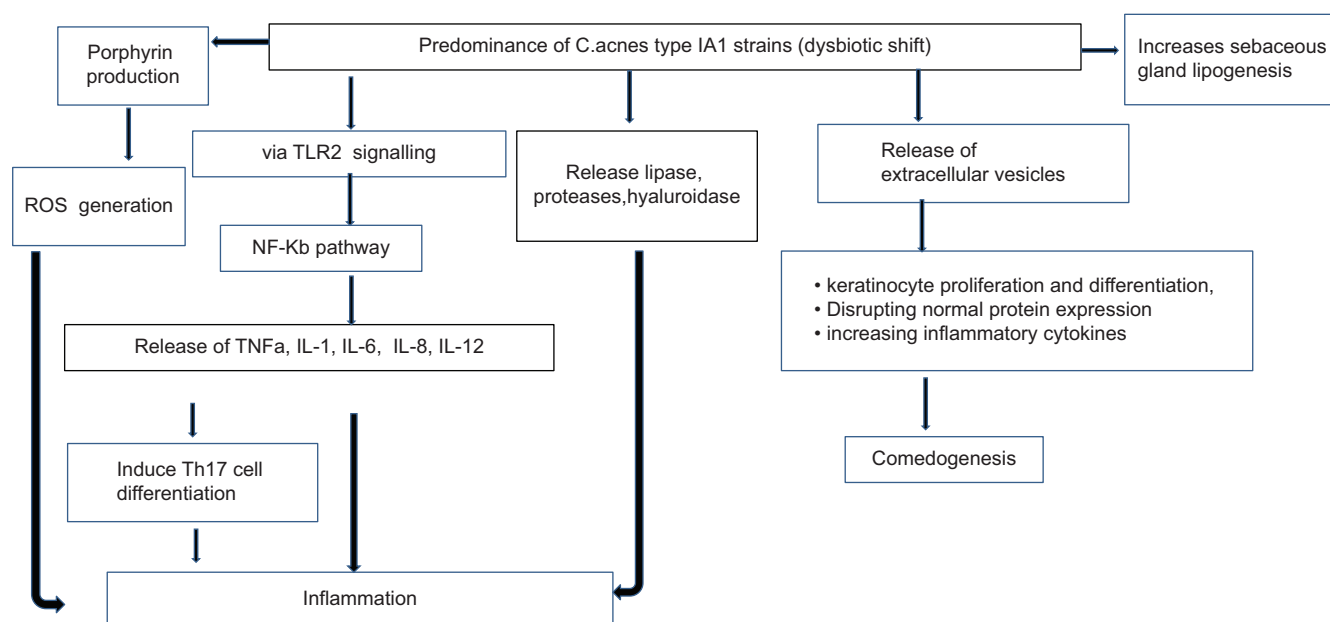 Porphyrin
production
Predominance of C.acnes type IA1 strains (dysbiotic shift)
Increases sebaceous
gland lipogenesis
via TLR2 signalling
Release lipase,
proteases,hyaluroidase
Release of
extracellular vesicles
ROS generation
NF-Kb pathway
• keratinocyte proliferation and differentiation,
• Disrupting normal protein expression
• increasing inflammatory cytokines
Release of TNFa, IL-1, IL-6, IL-8, IL-12
Induce Th17 cell
differentiation
Comedogenesis
Inflammation